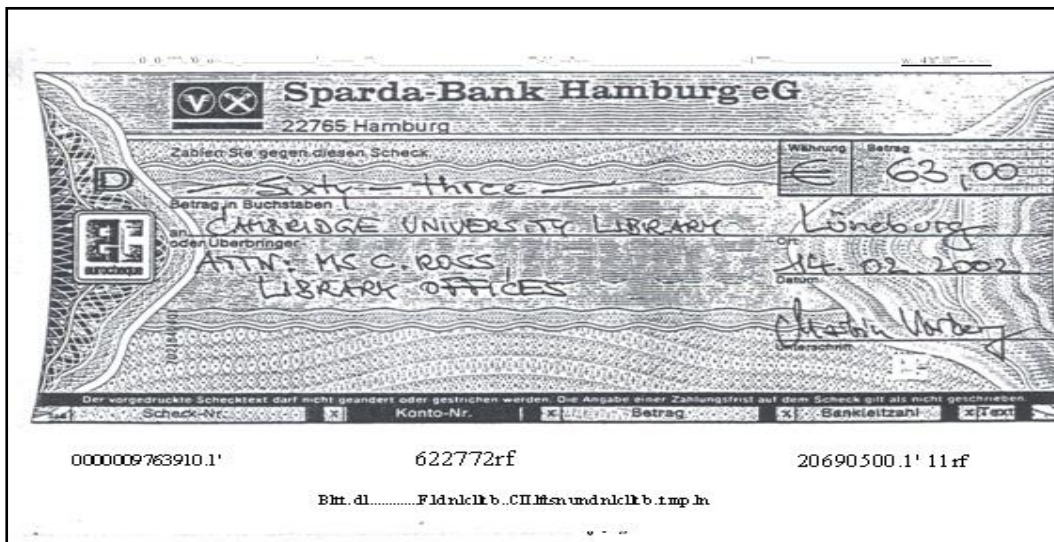 Sparda-Bank Hamburg eG
22765 Hamburg
Zahlen Sie gegen diesen Scheck
Währung Betrag
€ 63,00
D
Sixty-three
Betrag in Buchstaben
an CAMBRIDGE UNIVERSITY LIBRARY Löneburg
oder Überbringer Ort
ATTN: MS C. ROSS, 14.02.2002
Datum
LIBRARY OFFICES
Unterschrift
Der vorgedruckte Schecktext darf nicht geändert oder gestrichen werden. Die Angabe einer Zahlungsfrist auf dem Scheck gilt als nicht geschrieben.
Scheck-Nr. X Konto-Nr. X Betrag X Bankleitzahl X Text
0000009763910.1' 622772rf 20690500.1' 11rf